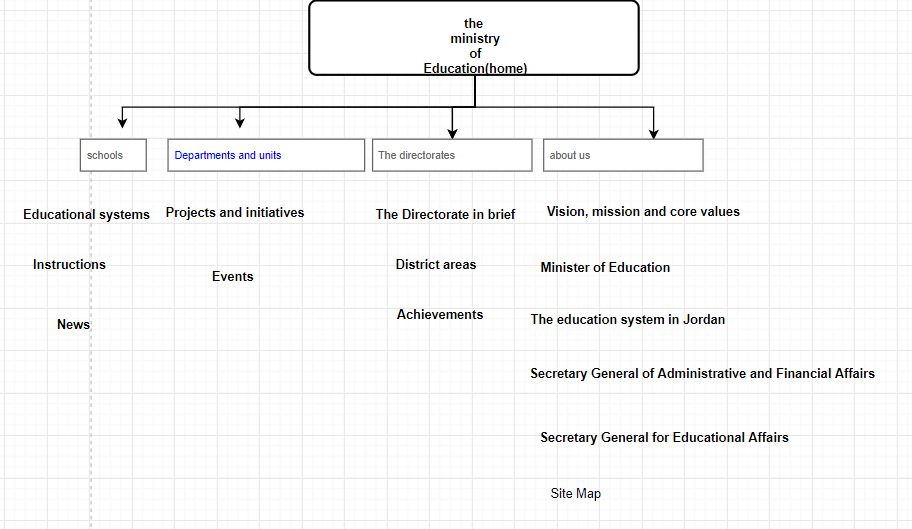 the
ministry
of
Education(home)
schools
Departments and units
The directorates
about us
Educational systems
Projects and initiatives
The Directorate in brief
Vision, mission and core values
Instructions
Events
District areas
Minister of Education
News
Achievements
The education system in Jordan
Secretary General of Administrative and Financial Affairs
Secretary General for Educational Affairs
Site Map